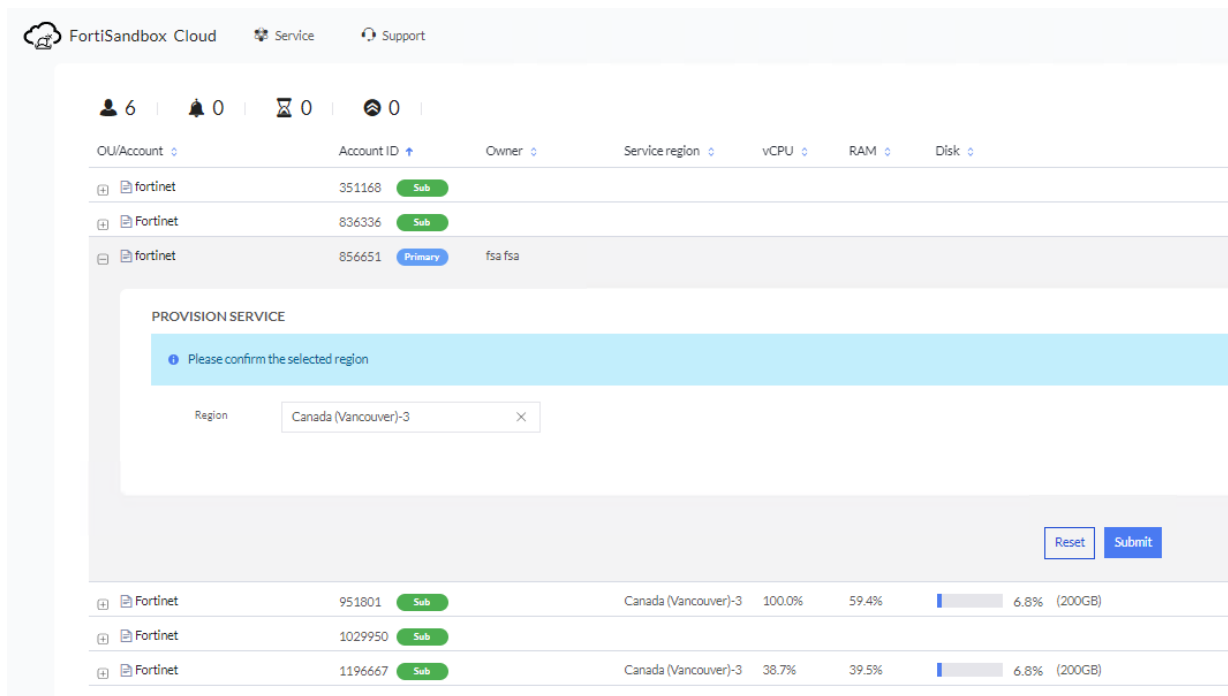 FortiSandbox Cloud Service Support
6 0 0 0
OU/Account Account ID Owner Service region vCPU RAM Disk
fortinet 351168 Sub
Fortinet 836336 Sub
fortinet 856651 Primary fsa fsa
PROVISION SERVICE
Please confirm the selected region
Region Canada (Vancouver)-3
Reset Submit
Fortinet 951801 Sub Canada (Vancouver)-3 100.0% 59.4% 6.8% (200GB)
Fortinet 1029950 Sub
Fortinet 1196667 Sub Canada (Vancouver)-3 38.7% 39.5% 6.8% (200GB)